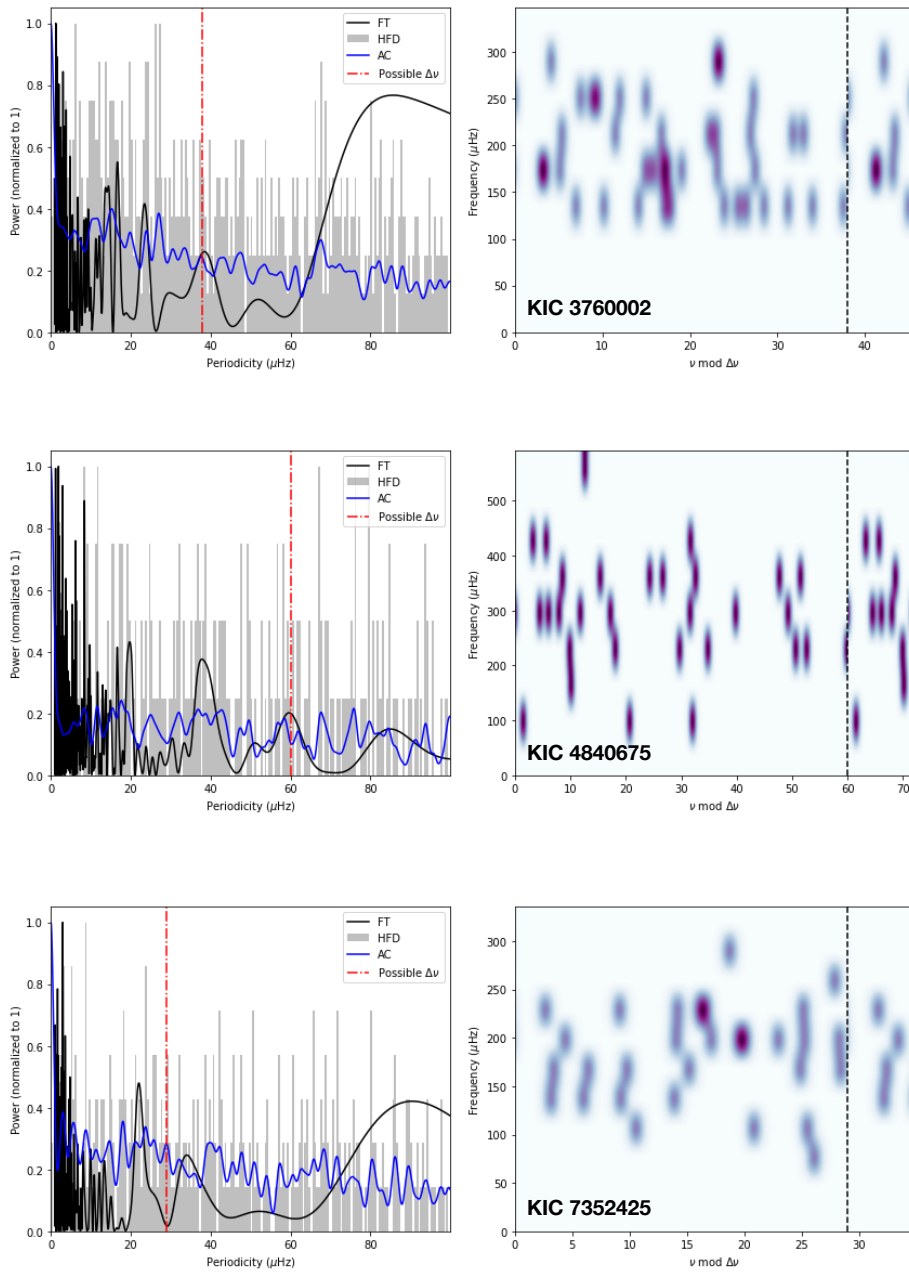 1.0
0.8
0.6
0.4
0.2
0.0
0 20 40 60 80
Power (normalized to 1)
Periodicity (μHz)
FT
HFD
AC
Possible Δν
350
300
250
200
150
100
50
0
0 10 20 30 40
Frequency (μHz)
ν mod Δν
KIC 3760002
1.0
0.8
0.6
0.4
0.2
0.0
0 20 40 60 80
Power (normalized to 1)
Periodicity (μHz)
FT
HFD
AC
Possible Δν
500
400
300
200
100
0
0 10 20 30 40 50 60 70
Frequency (μHz)
ν mod Δν
KIC 4840675
1.0
0.8
0.6
0.4
0.2
0.0
0 20 40 60 80
Power (normalized to 1)
Periodicity (μHz)
FT
HFD
AC
Possible Δν
300
250
200
150
100
50
0
0 5 10 15 20 25 30
Frequency (μHz)
ν mod Δν
KIC 7352425